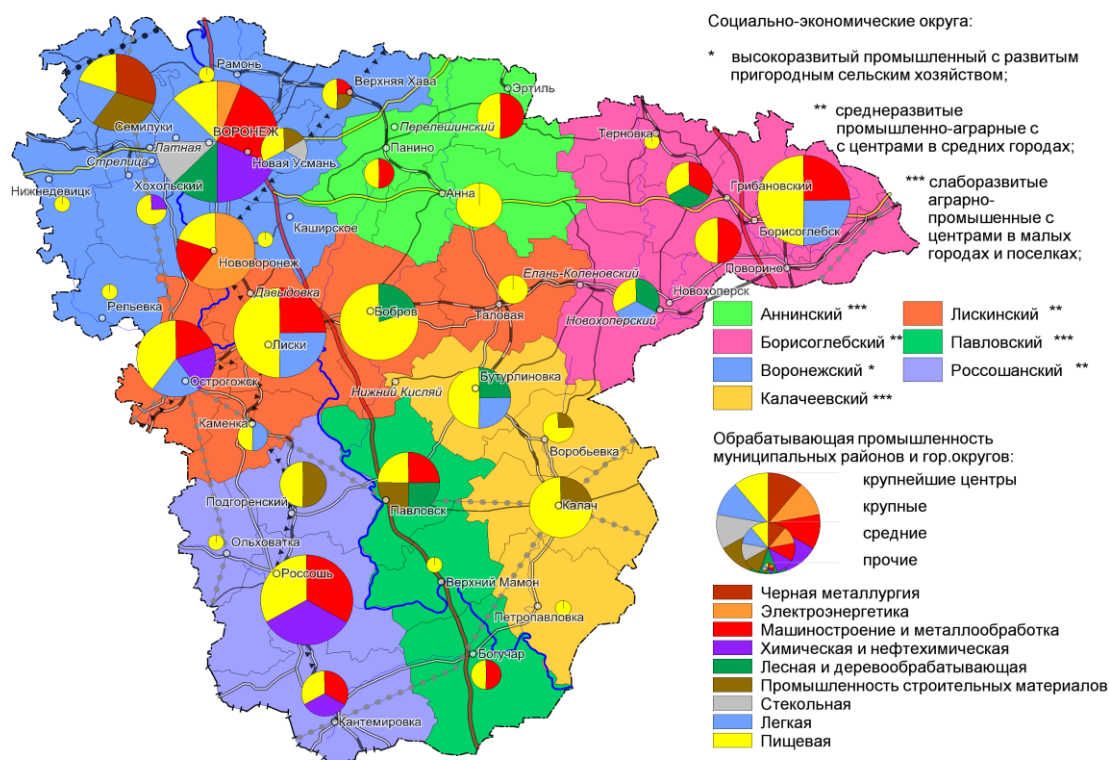 Социально-экономические округа:
* высокоразвитый промышленный с развитым
пригородным сельским хозяйством;
** среднеразвитые
промышленно-аграрные с
с центрами в средних городах;
*** слаборазвитые
аграрно-
промышенные с
центрами в малых
городах и поселках;
Рамонь
Верхняя Хава
Эртиль
Семилуки
ВОРОНЕЖ
Перелешинский
Терновка
Латная
Стрелица
Новая Усмань
Панино
Нижнедевицк
Хохольский
Анна
Грибановский
Каширское
Борисоглебск
Нововоронеж
Поворино
Елань-Коленовский
Новохоперск
Репьевка
Давыдовка
Бобров
Таловая
Новохоперский
Лиски
Острогожск
Нижний Кисляй
Бутурлиновка
Каменка
Воробьевка
Подгоренский
Павловск
Калач
Ольховатка
Россошь
Верхний Мамон
Петропавловка
Богучар
Кантемировка
Аннинский ***
Лискинский **
Борисоглебский **
Павловский ***
Воронежский *
Россошанский **
Калачеевский ***
Обрабатывающая промышленность
муниципальных районов и гор.округов:
крупнейшие центры
крупные
средние
прочие
Черная металлургия
Электроэнергетика
Машиностроение и металлообработка
Химическая и нефтехимическая
Лесная и деревообрабатывающая
Промышленность строительных материалов
Стекольная
Легкая
Пищевая